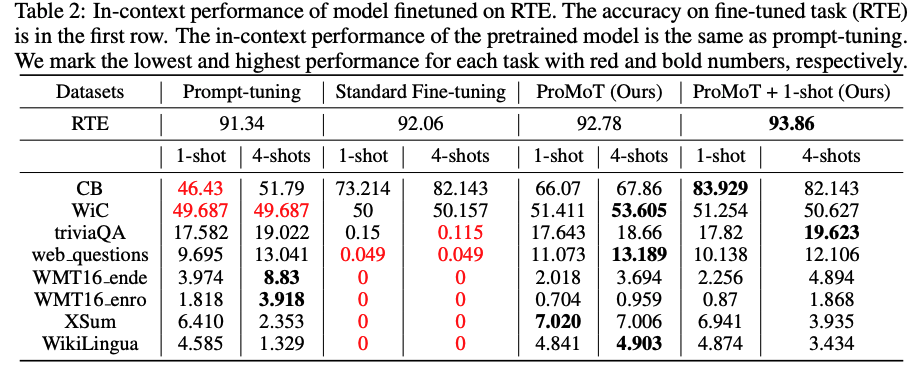 Table 2: In-context performance of model finetuned on RTE. The accuracy on fine-tuned task (RTE)
is in the first row. The in-context performance of the pretrained model is the same as prompt-tuning.
We mark the lowest and highest performance for each task with red and bold numbers, respectively.
Datasets Prompt-tuning Standard Fine-tuning ProMoT (Ours) ProMoT + 1-shot (Ours)
RTE 91.34 92.06 92.78 93.86
1-shot 4-shots 1-shot 4-shots 1-shot 4-shots 1-shot 4-shots
CB 46.43 51.79 73.214 82.143 66.07 67.86 83.929 82.143
WiC 49.687 49.687 50 50.157 51.411 53.605 51.254 50.627
triviaQA 17.582 19.022 0.15 0.115 17.643 18.66 17.82 19.623
web_questions 9.695 13.041 0.049 0.049 11.073 13.189 10.138 12.106
WMT16_ende 3.974 8.83 0 0 2.018 3.694 2.256 4.894
WMT16_enro 1.818 3.918 0 0 0.704 0.959 0.87 1.868
XSum 6.410 2.353 0 0 7.020 7.006 6.941 3.935
WikiLingua 4.585 1.329 0 0 4.841 4.903 4.874 3.434